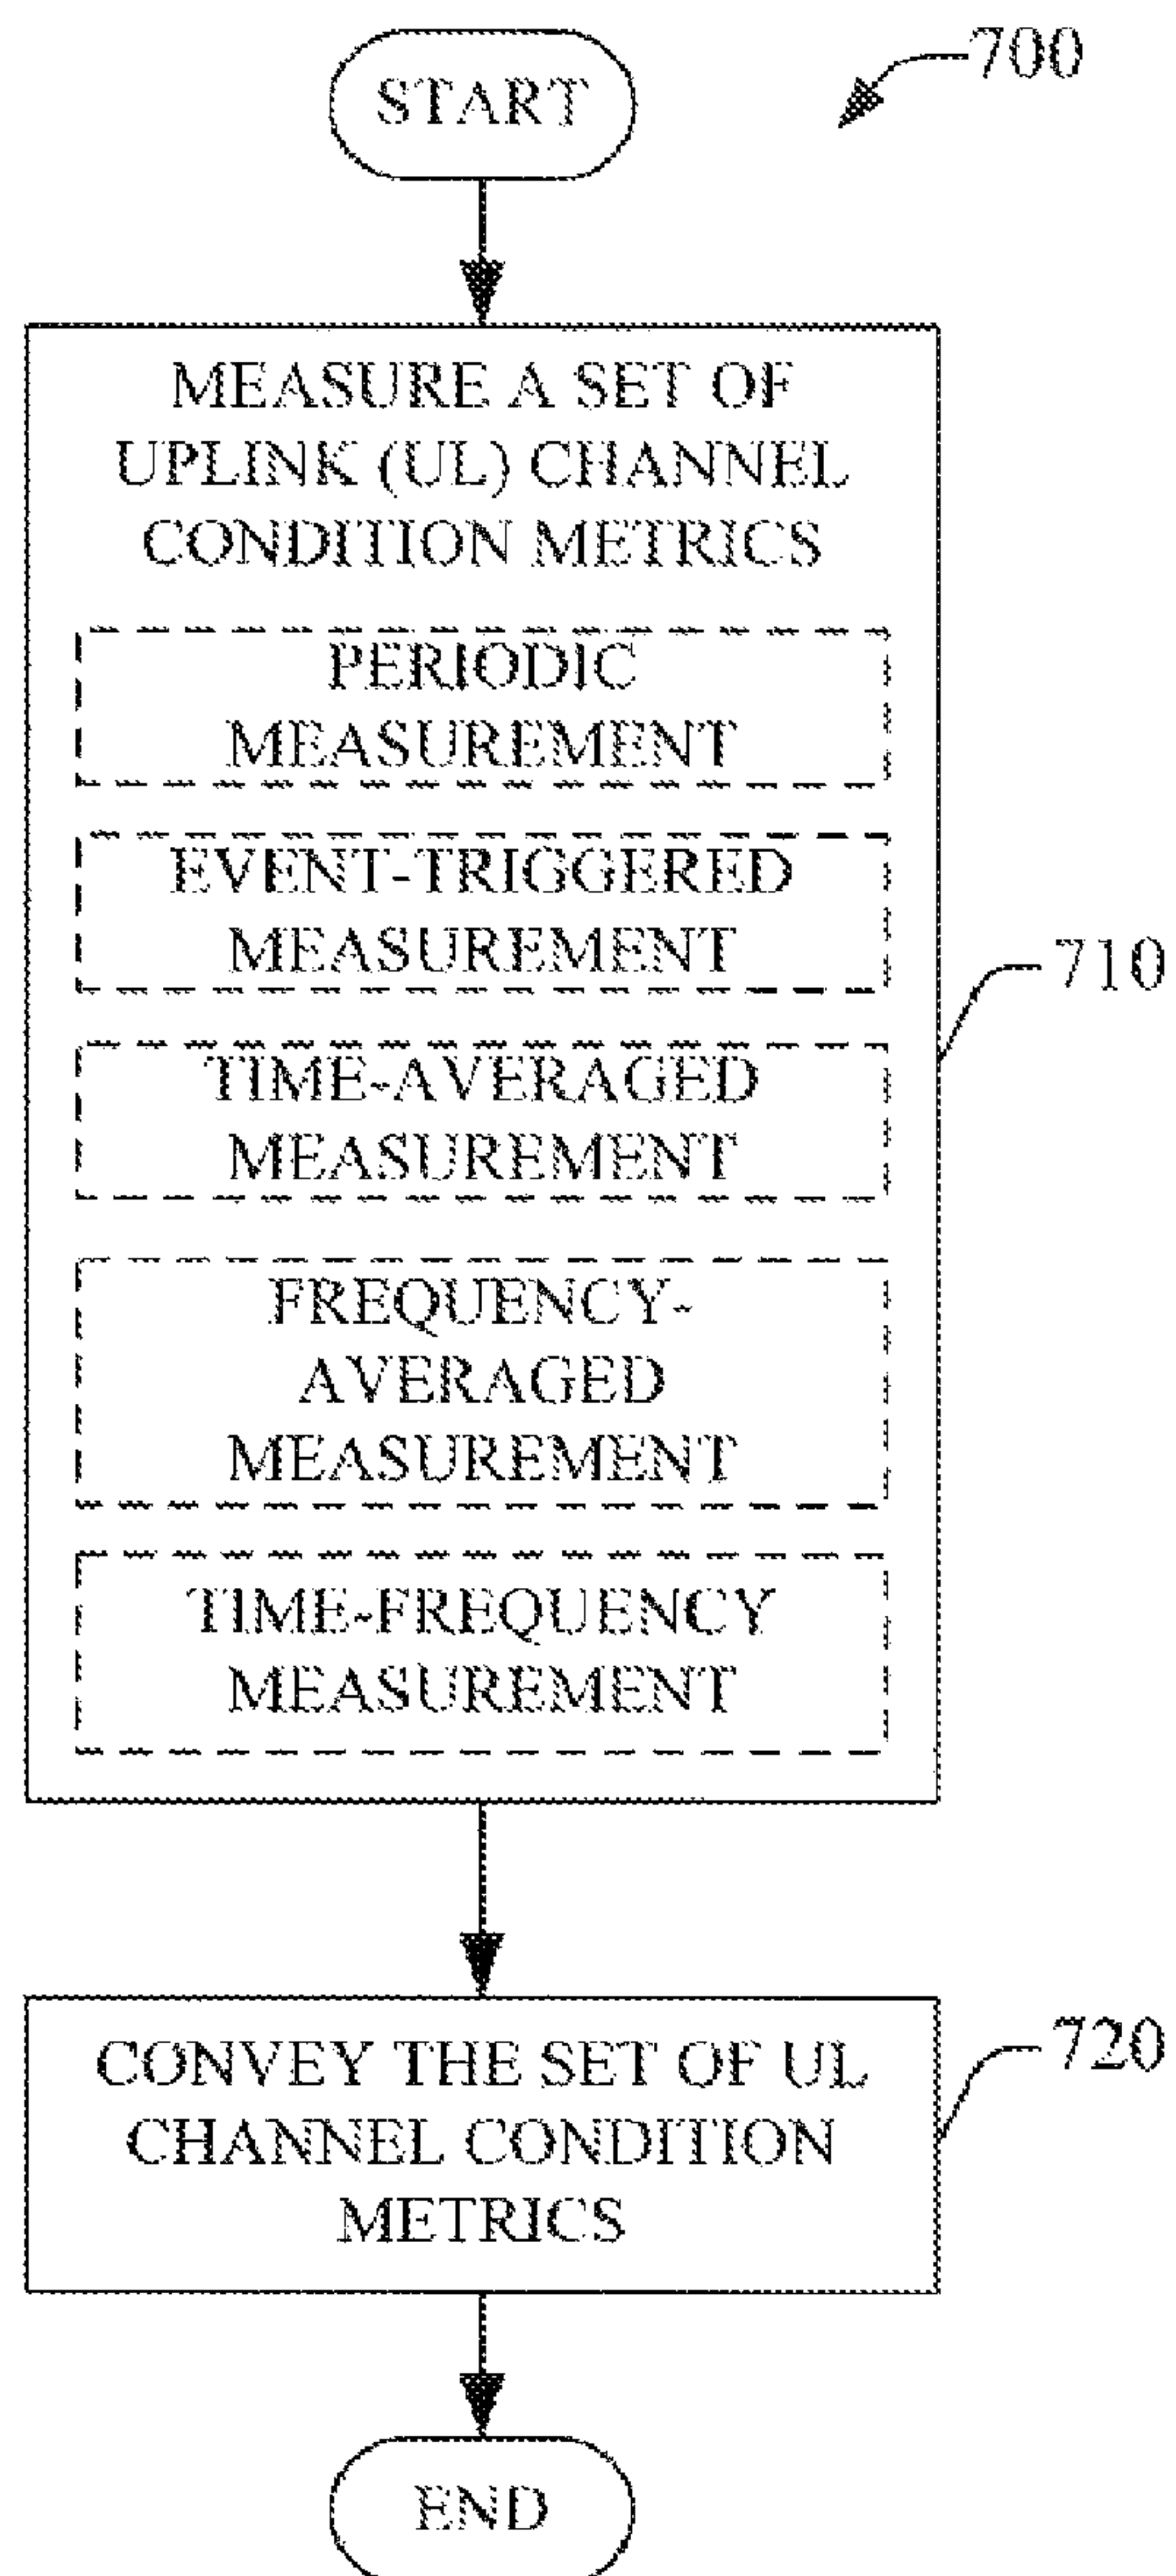 START
700
MEASURE A SET OF
UPLINK (UL) CHANNEL
CONDITION METRICS
PERIODIC
MEASUREMENT
EVENT-TRIGGERED
MEASUREMENT
710
TIME-AVERAGED
MEASUREMENT
FREQUENCY-
AVERAGED
MEASUREMENT
TIME-FREQUENCY
MEASUREMENT
CONVEY THE SET OF UL
CHANNEL CONDITION
METRICS
720
END